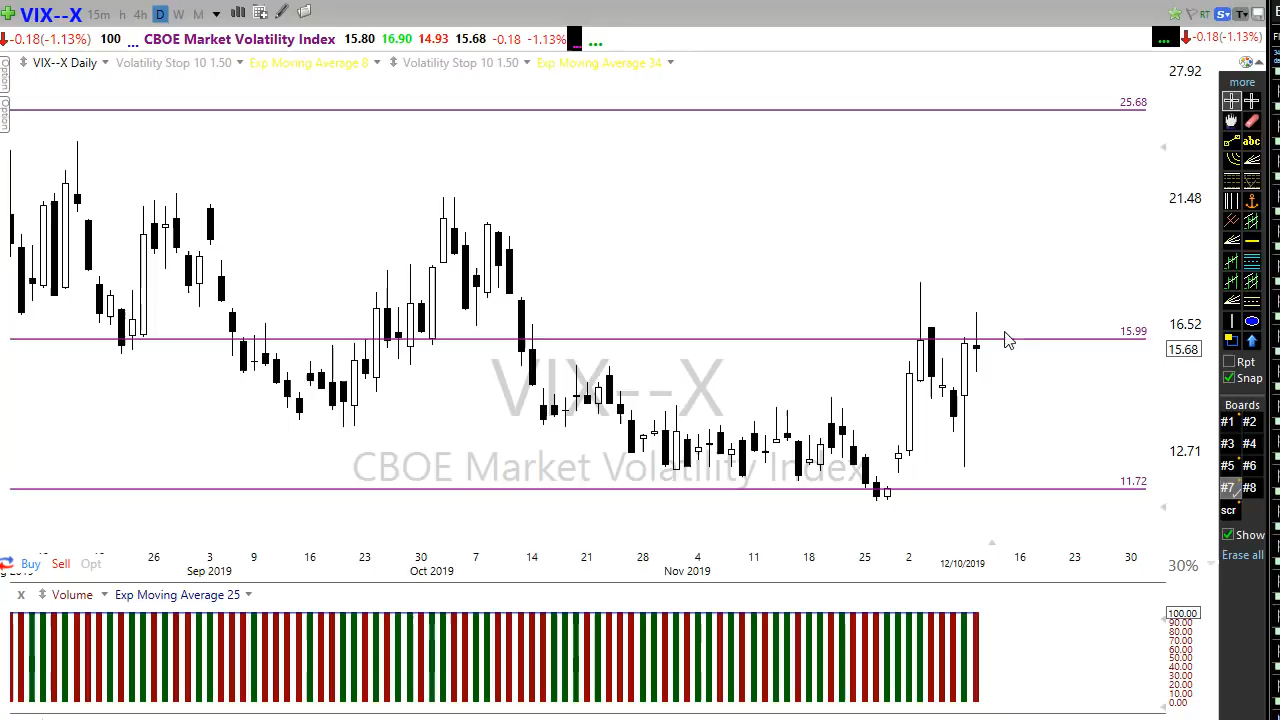 VIX--X 15m h 4h D W M RT S T
-0.18(-1.13%) 100 ... CBOE Market Volatility Index 15.80 16.90 14.93 15.68 -0.18 -1.13% ... ... -0.18(-1.13%)
VIX--X Daily Volatility Stop 10 1.50 Exp Moving Average 8 Volatility Stop 10 1.50 Exp Moving Average 34
Option
Option
27.92
25.68
21.48
16.52
15.99
15.68
12.71
11.72
VIX--X
CBOE Market Volatility Index
26 3 9 16 23 30 7 14 21 28 4 11 18 25 2 12/10/2019 16 23 30
Sep 2019 Oct 2019 Nov 2019
Buy Sell Opt
30%
x Volume Exp Moving Average 25
100.00
90.00
80.00
70.00
60.00
50.00
40.00
30.00
20.00
10.00
0.00
more
abc
Rpt
Snap
Boards
#1 #2
#3 #4
#5 #6
#7 #8
scr
Show
Erase all